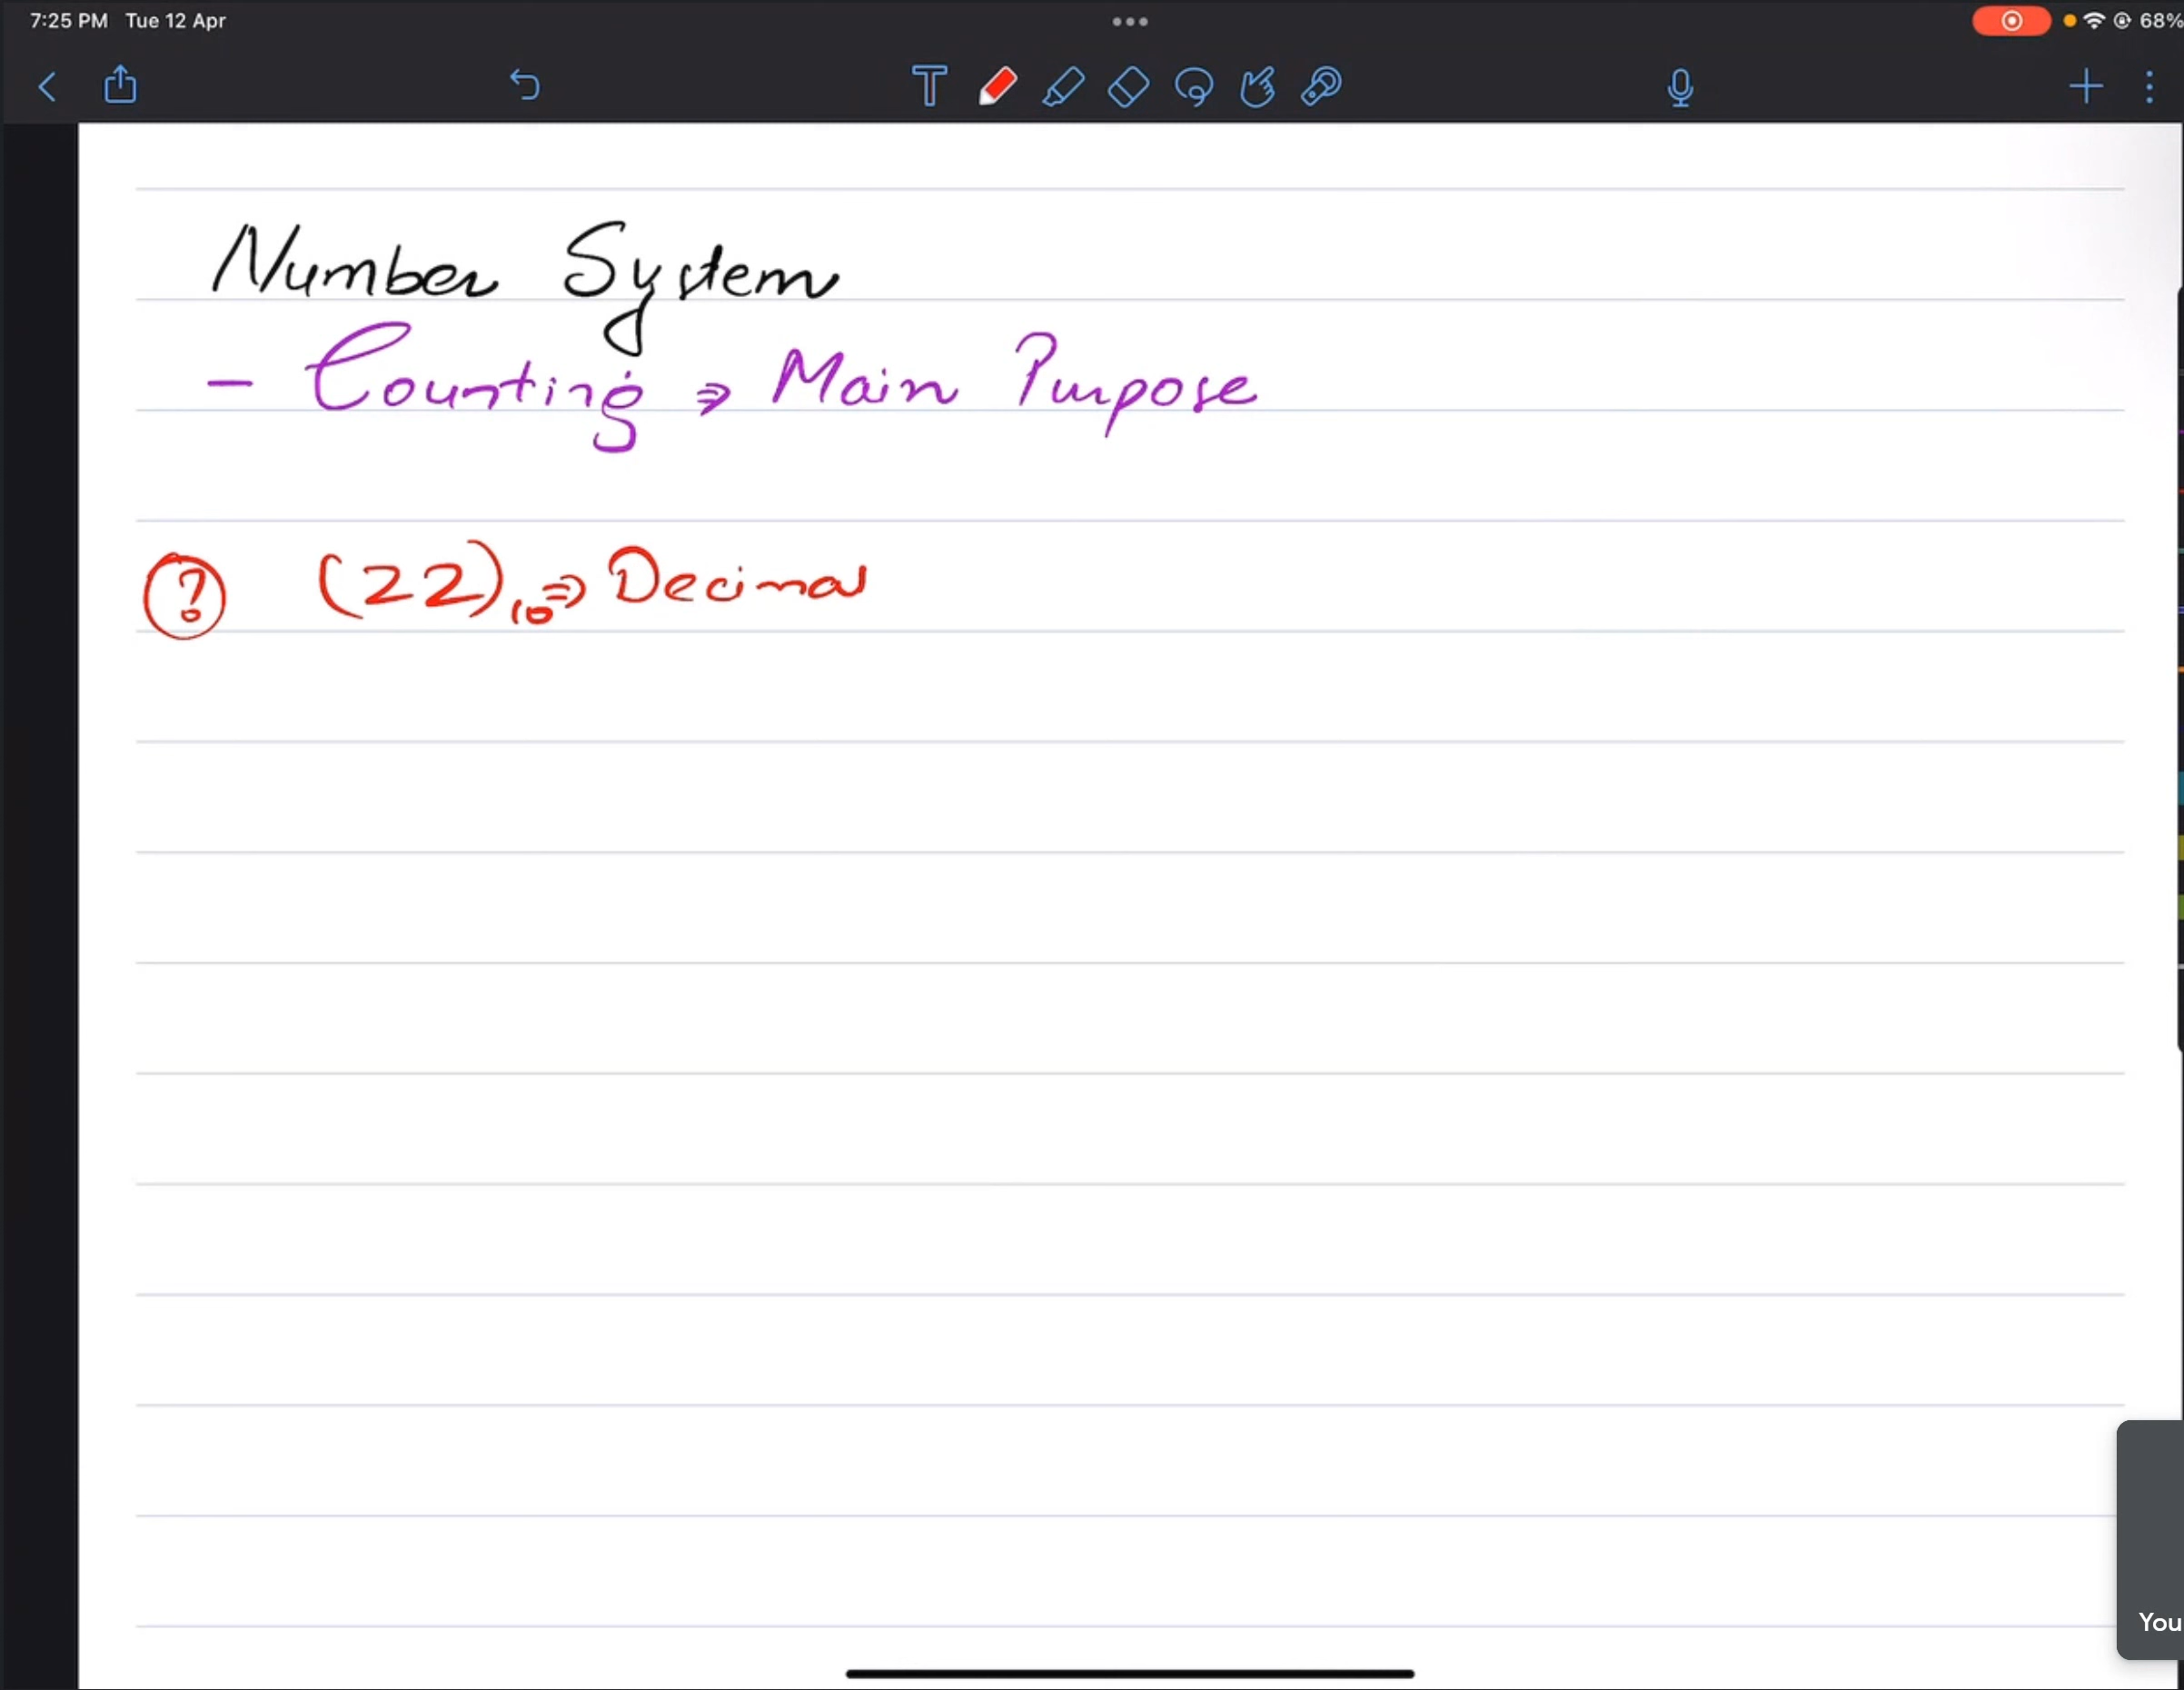 7:25 PM Tue 12 Apr 68%
Number System
- Counting ⇒ Main Purpose
? (22)₁₀ ⇒ Decimal
You